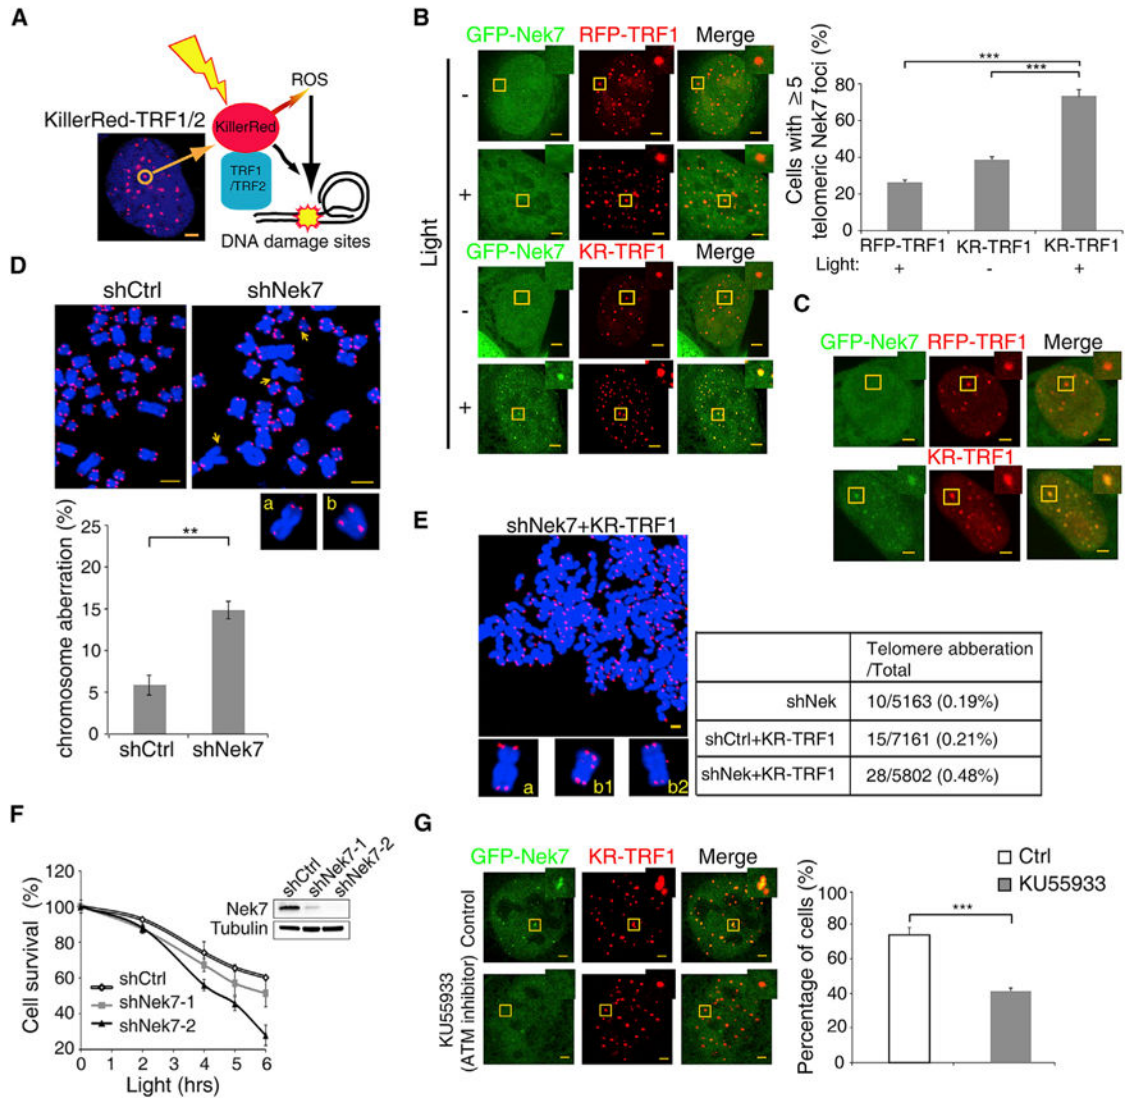 A
KillerRed-TRF1/2
ROS
KillerRed
TRF1
/TRF2
DNA damage sites
B
GFP-Nek7 RFP-TRF1 Merge
Light
-
+
GFP-Nek7 KR-TRF1 Merge
-
+
Cells with ≥5
telomeric Nek7 foci (%)
80
60
40
20
0
***
***
RFP-TRF1 KR-TRF1 KR-TRF1
Light: + - +
C
GFP-Nek7 RFP-TRF1 Merge
KR-TRF1
D
shCtrl shNek7
a b
chromosome aberration (%)
25
20
15
10
5
0
**
shCtrl shNek7
E
shNek7+KR-TRF1
a b1 b2
Telomere abberation
/Total
shNek 10/5163 (0.19%)
shCtrl+KR-TRF1 15/7161 (0.21%)
shNek+KR-TRF1 28/5802 (0.48%)
F
Cell survival (%)
120
100
80
60
40
20
shCtrl
shNek7-1
shNek7-2
0 1 2 3 4 5 6
Light (hrs)
shCtrl
shNek7-1
shNek7-2
Nek7
Tubulin
G
GFP-Nek7 KR-TRF1 Merge
Control
KU55933
(ATM inhibitor)
Percentage of cells (%)
100
80
60
40
20
0
***
Ctrl
KU55933